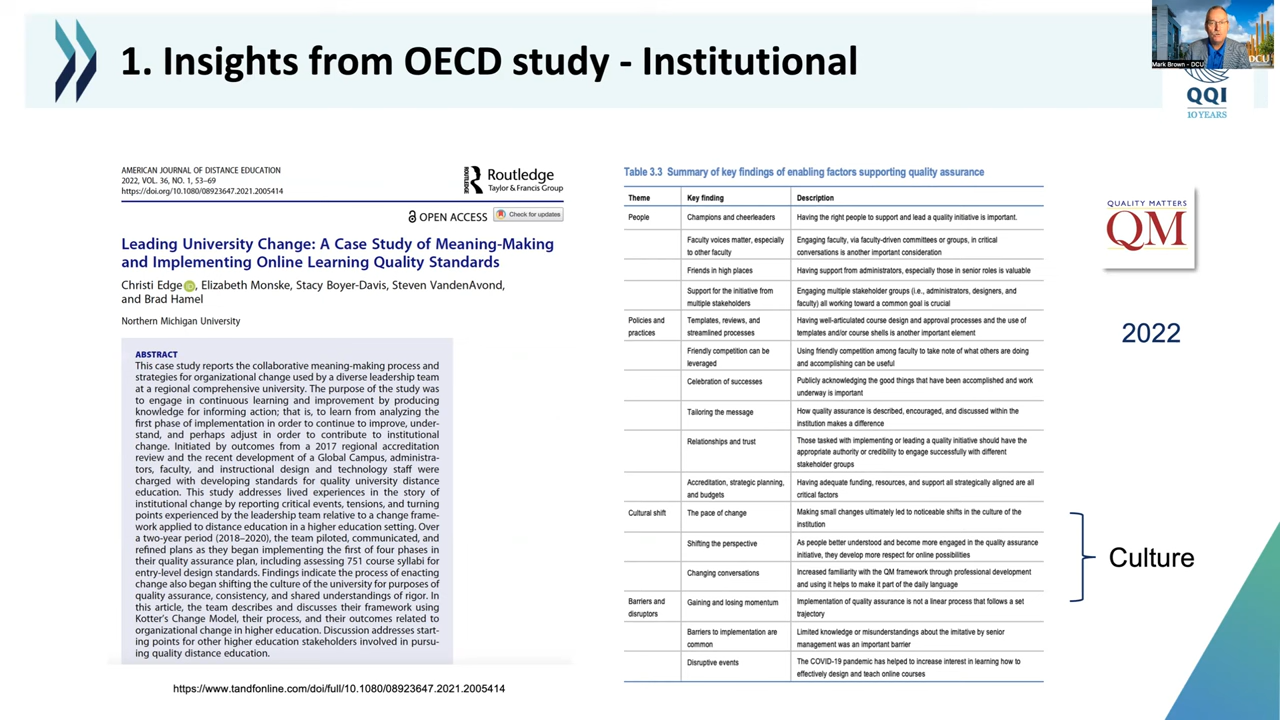 1. Insights from OECD study - Institutional
Mark Brown - DCU
DCU
QQI
10 YEARS
AMERICAN JOURNAL OF DISTANCE EDUCATION
2022, VOL. 36, NO. 1, 53–69
https://doi.org/10.1080/08923647.2021.2005414
ROUTLEDGE
Routledge
Taylor & Francis Group
OPEN ACCESS
Check for updates
Leading University Change: A Case Study of Meaning-Making
and Implementing Online Learning Quality Standards
Christi Edge iD, Elizabeth Monske, Stacy Boyer-Davis, Steven VandenAvond,
and Brad Hamel
Northern Michigan University
ABSTRACT
This case study reports the collaborative meaning-making process and
strategies for organizational change used by a diverse leadership team
at a regional comprehensive university. The purpose of the study was
to engage in continuous learning and improvement by producing
knowledge for informing action; that is, to learn from analyzing the
first phase of implementation in order to continue to improve, under-
stand, and perhaps adjust in order to contribute to institutional
change. Initiated by outcomes from a 2017 regional accreditation
review and the recent development of a Global Campus, administra-
tors, faculty, and instructional design and technology staff were
charged with developing standards for quality university distance
education. This study addresses lived experiences in the story of
institutional change by reporting critical events, tensions, and turning
points experienced by the leadership team relative to a change frame-
work applied to distance education in a higher education setting. Over
a two-year period (2018–2020), the team piloted, communicated, and
refined plans as they began implementing the first of four phases in
their quality assurance plan, including assessing 751 course syllabi for
entry-level design standards. Findings indicate the process of enacting
change also began shifting the culture of the university for purposes of
quality assurance, consistency, and shared understandings of rigor. In
this article, the team describes and discusses their framework using
Kotter's Change Model, their process, and their outcomes related to
organizational change in higher education. Discussion addresses start-
ing points for other higher education stakeholders involved in pursu-
ing quality distance education.
https://www.tandfonline.com/doi/full/10.1080/08923647.2021.2005414
Table 3.3 Summary of key findings of enabling factors supporting quality assurance
Theme Key finding Description
People Champions and cheerleaders Having the right people to support and lead a quality initiative is important.
Faculty voices matter, especially Engaging faculty, via faculty-driven committees or groups, in critical
to other faculty conversations is another important consideration
Friends in high places Having support from administrators, especially those in senior roles is valuable
Support for the initiative from Engaging multiple stakeholder groups (i.e., administrators, designers, and
multiple stakeholders faculty) all working toward a common goal is crucial
Policies and Templates, reviews, and Having well-articulated course design and approval processes and the use of
practices streamlined processes templates and/or course shells is another important element
Friendly competition can be Using friendly competition among faculty to take note of what others are doing
leveraged and accomplishing can be useful
Celebration of successes Publicly acknowledging the good things that have been accomplished and work
underway is important
Tailoring the message How quality assurance is described, encouraged, and discussed within the
institution makes a difference
Relationships and trust Those tasked with implementing or leading a quality initiative should have the
appropriate authority or credibility to engage successfully with different
stakeholder groups
Accreditation, strategic planning, Having adequate funding, resources, and support all strategically aligned are all
and budgets critical factors
Cultural shift The pace of change Making small changes ultimately led to noticeable shifts in the culture of the
institution
Shifting the perspective As people better understood and become more engaged in the quality assurance
initiative, they develop more respect for online possibilities
Changing conversations Increased familiarity with the QM framework through professional development
and using it helps to make it part of the daily language
Barriers and Gaining and losing momentum Implementation of quality assurance is not a linear process that follows a set
disruptors trajectory
Barriers to implementation are Limited knowledge or misunderstandings about the imitative by senior
common management was an important barrier
Disruptive events The COVID-19 pandemic has helped to increase interest in learning how to
effectively design and teach online courses
QUALITY MATTERS
QM
2022
Culture